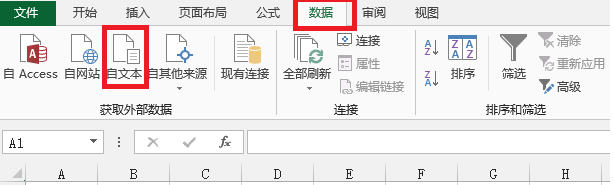 文件 开始 插入 页面布局 公式 数据 审阅 视图
自 Access 自网站 自文本 自其他来源 现有连接 全部刷新 连接 属性 编辑链接 排序 筛选 清除 重新应用 高级
获取外部数据 连接 排序和筛选
A1 fx
A B C D E F G H